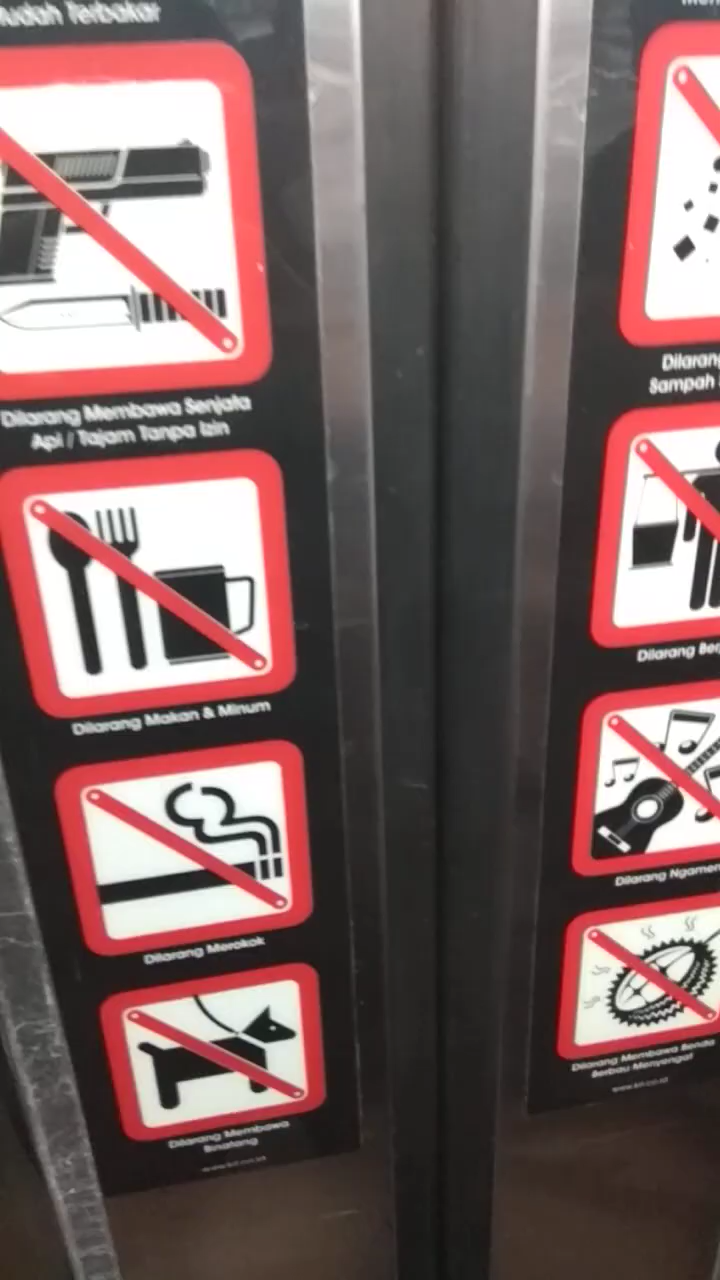 Mudah Terbakar
Dilarang Membawa Senjata
Api / Tajam Tanpa Izin
Dilarang Makan & Minum
Dilarang Merokok
Dilarang Membawa
Binatang
Dilarang
Sampah
Dilarang
Dilarang Ngamen
Dilarang Membawa Benda
Berbau Menyengat